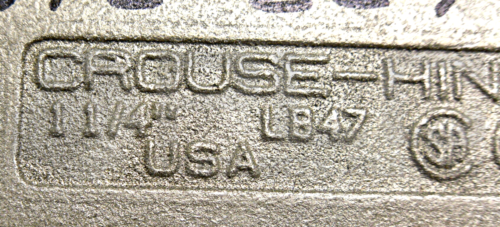 CROUSE-HIN
1 1/4" LB47
USA